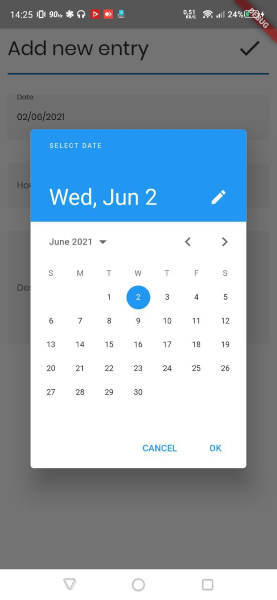 14:25 90% 0,51 KB/s 24%
DEBUG
Add new entry
Date
02/06/2021
Hou
Des
SELECT DATE
Wed, Jun 2
June 2021
S M T W T F S
1 2 3 4 5
6 7 8 9 10 11 12
13 14 15 16 17 18 19
20 21 22 23 24 25 26
27 28 29 30
CANCEL OK